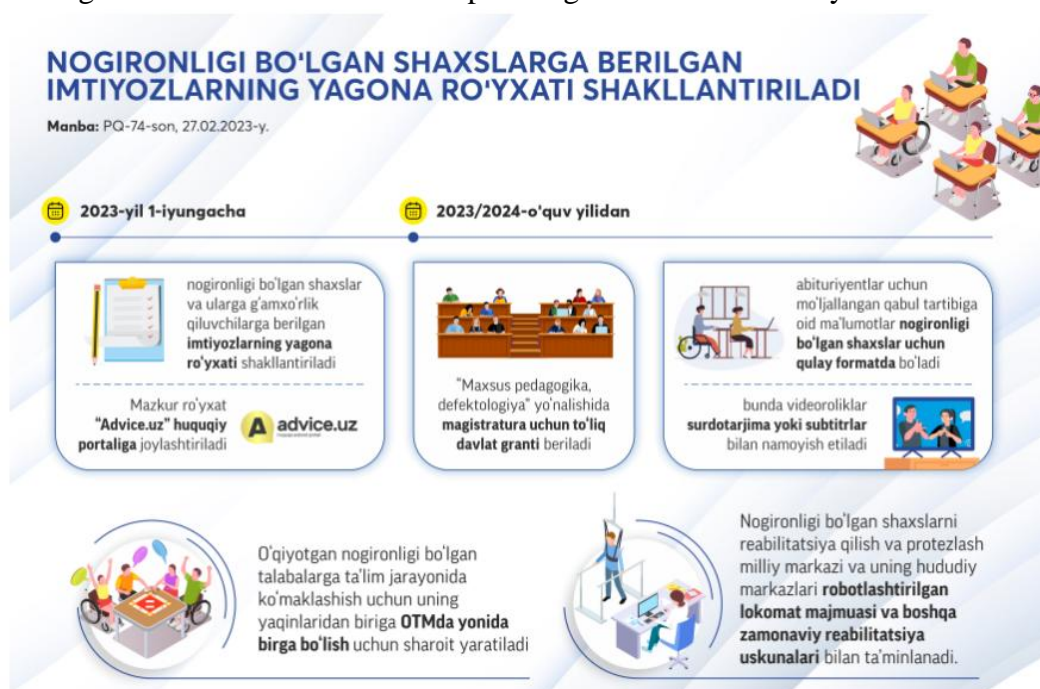 NOGIRONLIGI BO'LGAN SHAXSLARGA BERILGAN
IMTIYOZLARNING YAGONA RO'YXATI SHAKLLANTIRILADI
Manba: PQ-74-son, 27.02.2023-y.
2023-yil 1-iyungacha
2023/2024-o'quv yilidan
nogironligi bo'lgan shaxslar
va ularga g'amxo'rlik
qiluvchilarga berilgan
imtiyozlarning yagona
ro'yxati shakllantiriladi
Mazkur ro'yxat
"Advice.uz" huquqiy
portaliga joylashtiriladi
A advice.uz
"Maxsus pedagogika,
defektologiya" yo'nalishida
magistratura uchun to'liq
davlat granti beriladi
abituriyentlar uchun
mo'ljallangan qabul tartibiga
oid ma'lumotlar nogironligi
bo'lgan shaxslar uchun
qulay formatda bo'ladi
bunda videoroliklar
surdotarjima yoki subtitrlar
bilan namoyish etiladi
O'qiyotgan nogironligi bo'lgan
talabalarga ta'lim jarayonida
ko'maklashish uchun uning
yaqinlaridan biriga OTMda yonida
birga bo'lish uchun sharoit yaratiladi
Nogironligi bo'lgan shaxslarni
reabilitatsiya qilish va protezlash
milliy markazi va uning hududiy
markazlari robotlashtirilgan
lokomat majmuasi va boshqa
zamonaviy reabilitatsiya
uskunalari bilan ta'minlanadi.